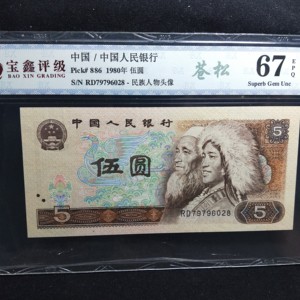 宝鑫评级
BAO XIN GRADING
中国 / 中国人民银行
Pick# 886 1980年 伍圆
S/N RD79796028 - 民族人物头像
苍松
67 EPQ
Superb Gem Unc
中国人民银行
5
伍圆
RD79796028
5
5